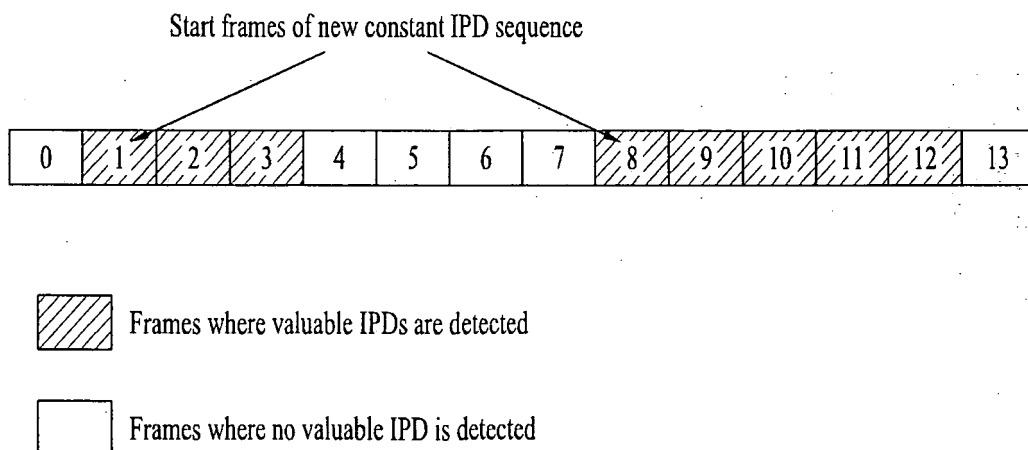 Start frames of new constant IPD sequence
0 1 2 3 4 5 6 7 8 9 10 11 12 13
Frames where valuable IPDs are detected
Frames where no valuable IPD is detected